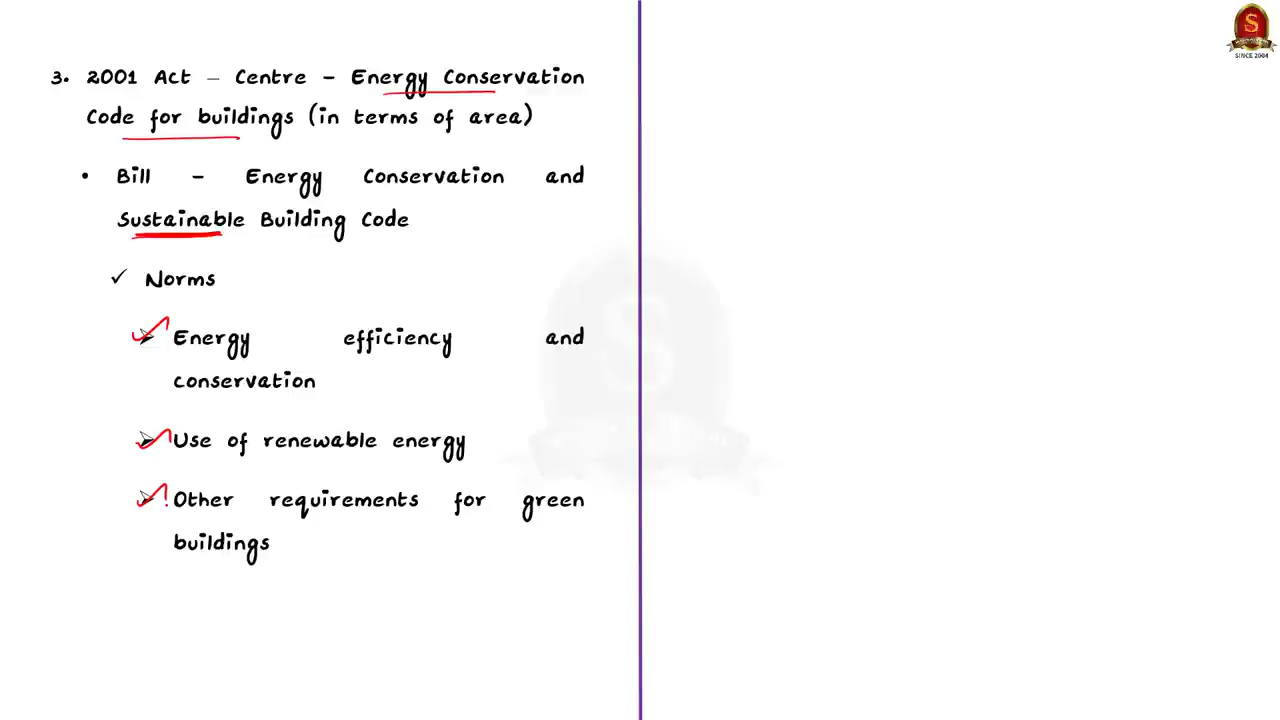 3. 2001 Act – Centre – Energy Conservation
Code for buildings (in terms of area)
• Bill - Energy Conservation and
Sustainable Building Code
✓ Norms
➢ Energy efficiency and
conservation
➢ Use of renewable energy
➢ Other requirements for green
buildings
S
SINCE 2004
S